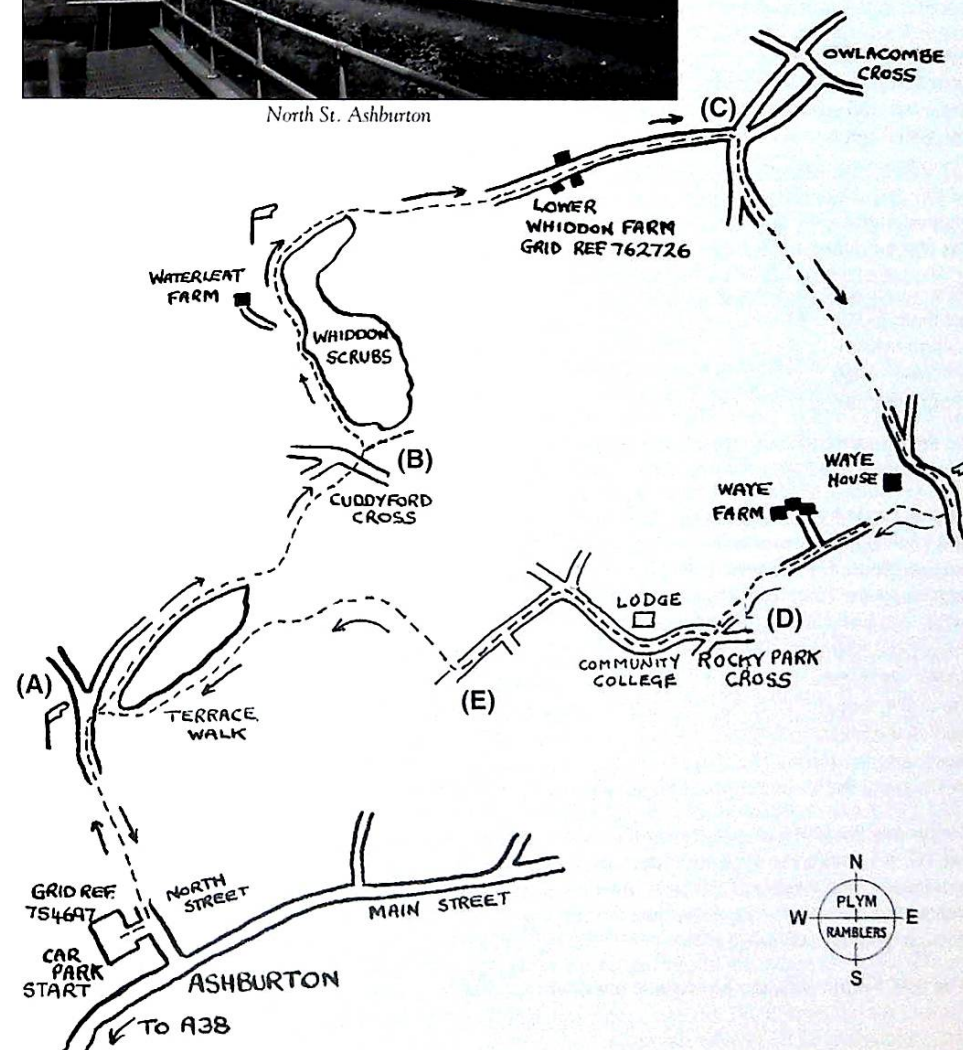 North St. Ashburton
OWLACOMBE
CROSS
(C)
LOWER
WHIDDON FARM
GRID REF 762726
WATERLEAT
FARM
WHIDDON
SCRUBS
(B)
CUDDYFORD
CROSS
WAYE
HOUSE
WAYE
FARM
LODGE
(D)
COMMUNITY
COLLEGE
ROCKY PARK
CROSS
(A)
(E)
TERRACE
WALK
GRID REF.
754697
NORTH
STREET
CAR
PARK
START
MAIN STREET
ASHBURTON
TO A38
N
PLYM
W
E
RAMBLERS
S